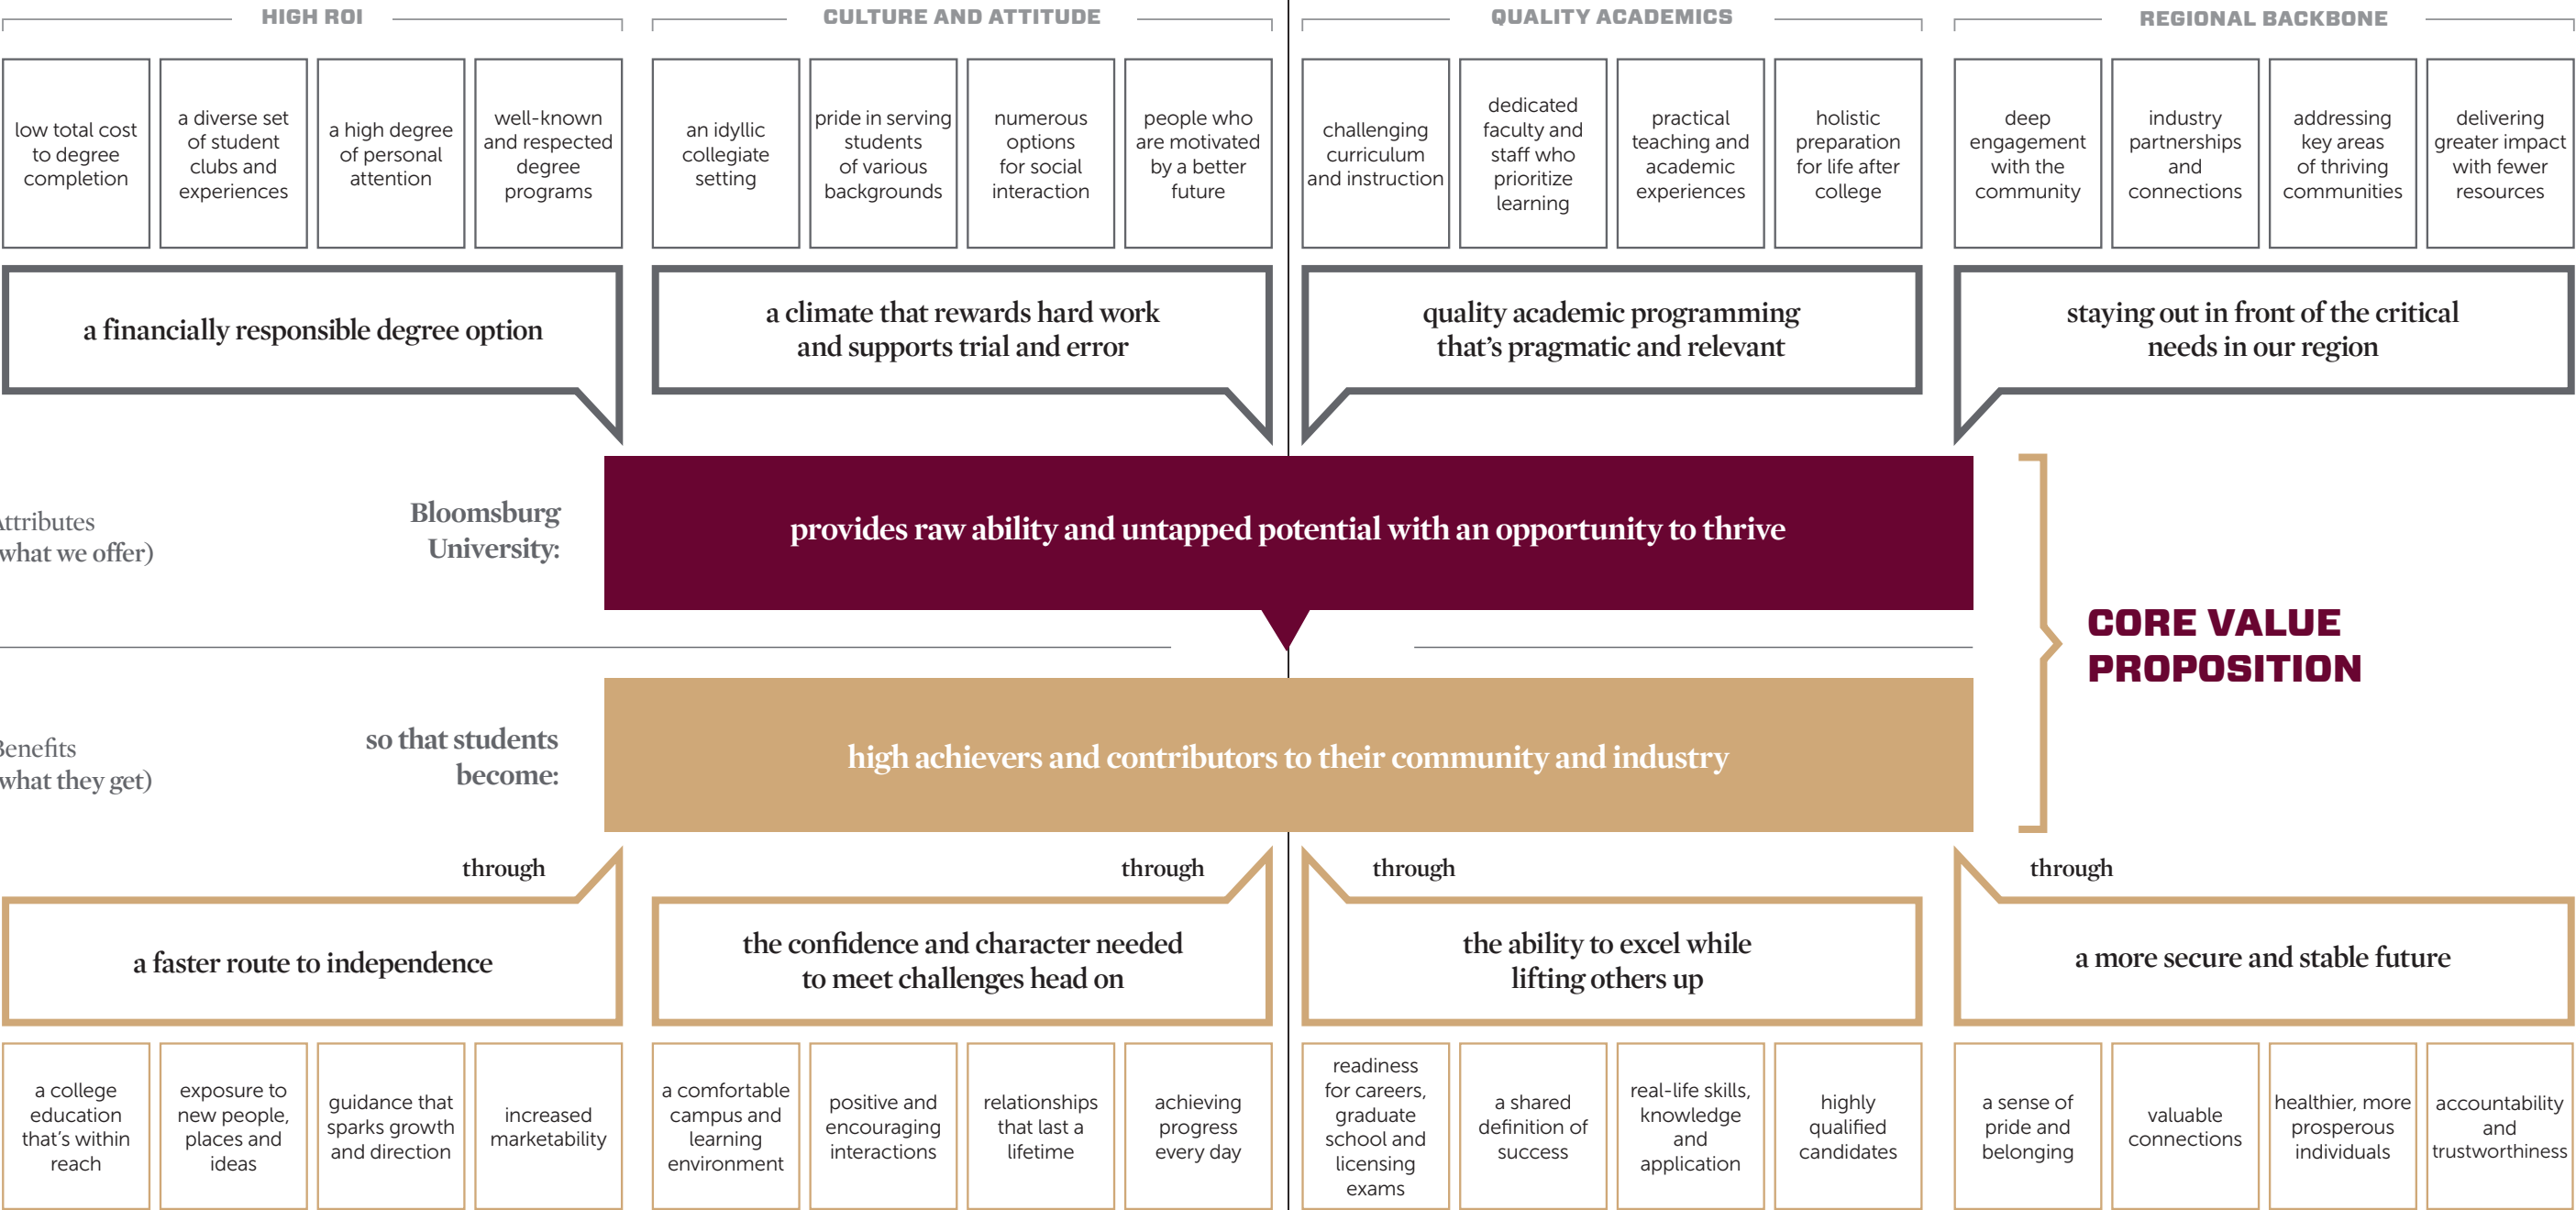 HIGH ROI
CULTURE AND ATTITUDE
QUALITY ACADEMICS
REGIONAL BACKBONE
low total cost
to degree
completion
a diverse set
of student
clubs and
experiences
a high degree
of personal
attention
well-known
and respected
degree
programs
an idyllic
collegiate
setting
pride in serving
students
of various
backgrounds
numerous
options
for social
interaction
people who
are motivated
by a better
future
challenging
curriculum
and instruction
dedicated
faculty and
staff who
prioritize
learning
practical
teaching and
academic
experiences
holistic
preparation
for life after
college
deep
engagement
with the
community
industry
partnerships
and
connections
addressing
key areas
of thriving
communities
delivering
greater impact
with fewer
resources
a financially responsible degree option
a climate that rewards hard work
and supports trial and error
quality academic programming
that's pragmatic and relevant
staying out in front of the critical
needs in our region
Attributes
what we offer)
Bloomsburg
University:
provides raw ability and untapped potential with an opportunity to thrive
CORE VALUE
PROPOSITION
Benefits
what they get)
so that students
become:
high achievers and contributors to their community and industry
through
through
through
through
a faster route to independence
the confidence and character needed
to meet challenges head on
the ability to excel while
lifting others up
a more secure and stable future
a college
education
that's within
reach
exposure to
new people,
places and
ideas
guidance that
sparks growth
and direction
increased
marketability
a comfortable
campus and
learning
environment
positive and
encouraging
interactions
relationships
that last a
lifetime
achieving
progress
every day
readiness
for careers,
graduate
school and
licensing
exams
a shared
definition of
success
real-life skills,
knowledge
and
application
highly
qualified
candidates
a sense of
pride and
belonging
valuable
connections
healthier, more
prosperous
individuals
accountability
and
trustworthiness